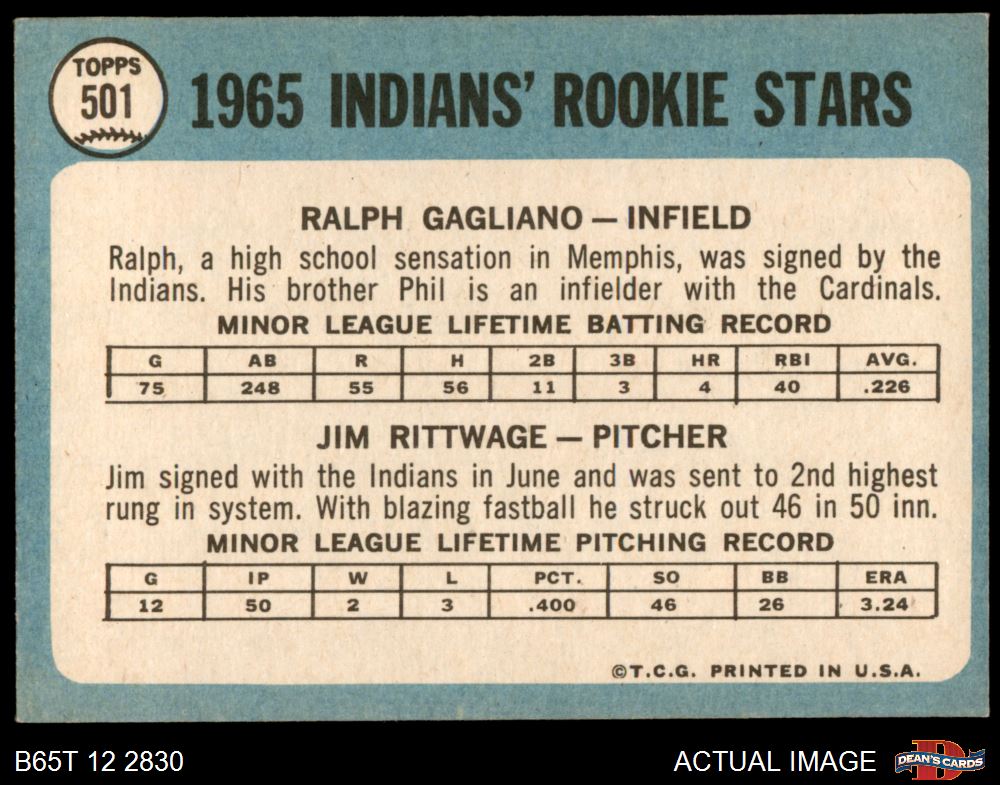 TOPPS
501
1965 INDIANS' ROOKIE STARS
RALPH GAGLIANO — INFIELD
Ralph, a high school sensation in Memphis, was signed by the
Indians. His brother Phil is an infielder with the Cardinals.
MINOR LEAGUE LIFETIME BATTING RECORD
G AB R H 2B 3B HR RBI AVG.
75 248 55 56 11 3 4 40 .226
JIM RITTWAGE — PITCHER
Jim signed with the Indians in June and was sent to 2nd highest
rung in system. With blazing fastball he struck out 46 in 50 inn.
MINOR LEAGUE LIFETIME PITCHING RECORD
G IP W L PCT. SO BB ERA
12 50 2 3 .400 46 26 3.24
©T.C.G. PRINTED IN U.S.A.
B65T 12 2830
ACTUAL IMAGE
D
DEAN'S CARDS